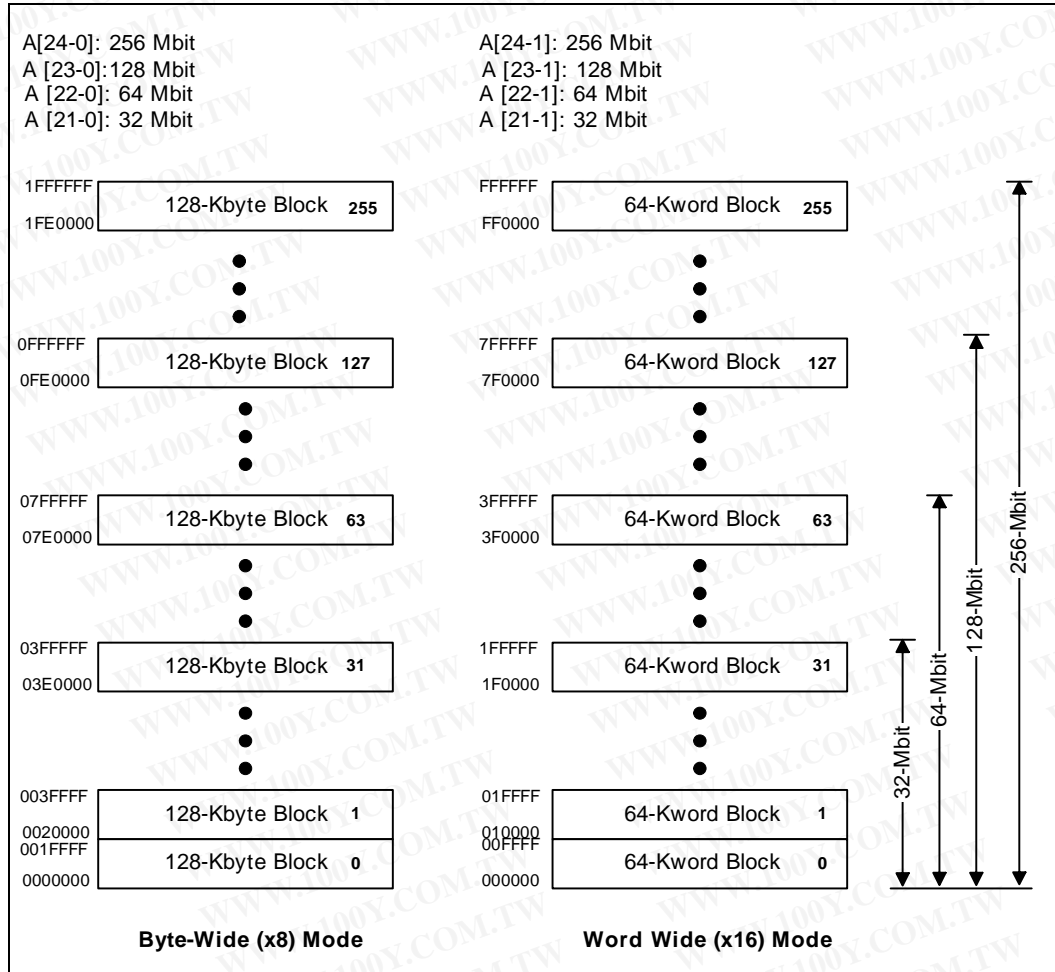 A[24-0]: 256 Mbit
A [23-0]:128 Mbit
A [22-0]: 64 Mbit
A [21-0]: 32 Mbit
A[24-1]: 256 Mbit
A [23-1]: 128 Mbit
A [22-1]: 64 Mbit
A [21-1]: 32 Mbit
1FFFFFF
128-Kbyte Block 255
1FE0000
0FFFFFF
128-Kbyte Block 127
0FE0000
07FFFFF
128-Kbyte Block 63
07E0000
03FFFFF
128-Kbyte Block 31
03E0000
003FFFF
128-Kbyte Block 1
0020000
001FFFF
128-Kbyte Block 0
0000000
Byte-Wide (x8) Mode
FFFFFF
64-Kword Block 255
FF0000
7FFFFF
64-Kword Block 127
7F0000
3FFFFF
64-Kword Block 63
3F0000
1FFFFF
64-Kword Block 31
1F0000
01FFFF
64-Kword Block 1
010000
00FFFF
64-Kword Block 0
000000
Word Wide (x16) Mode
32-Mbit
64-Mbit
128-Mbit
256-Mbit
WWW.100Y.COM.TW